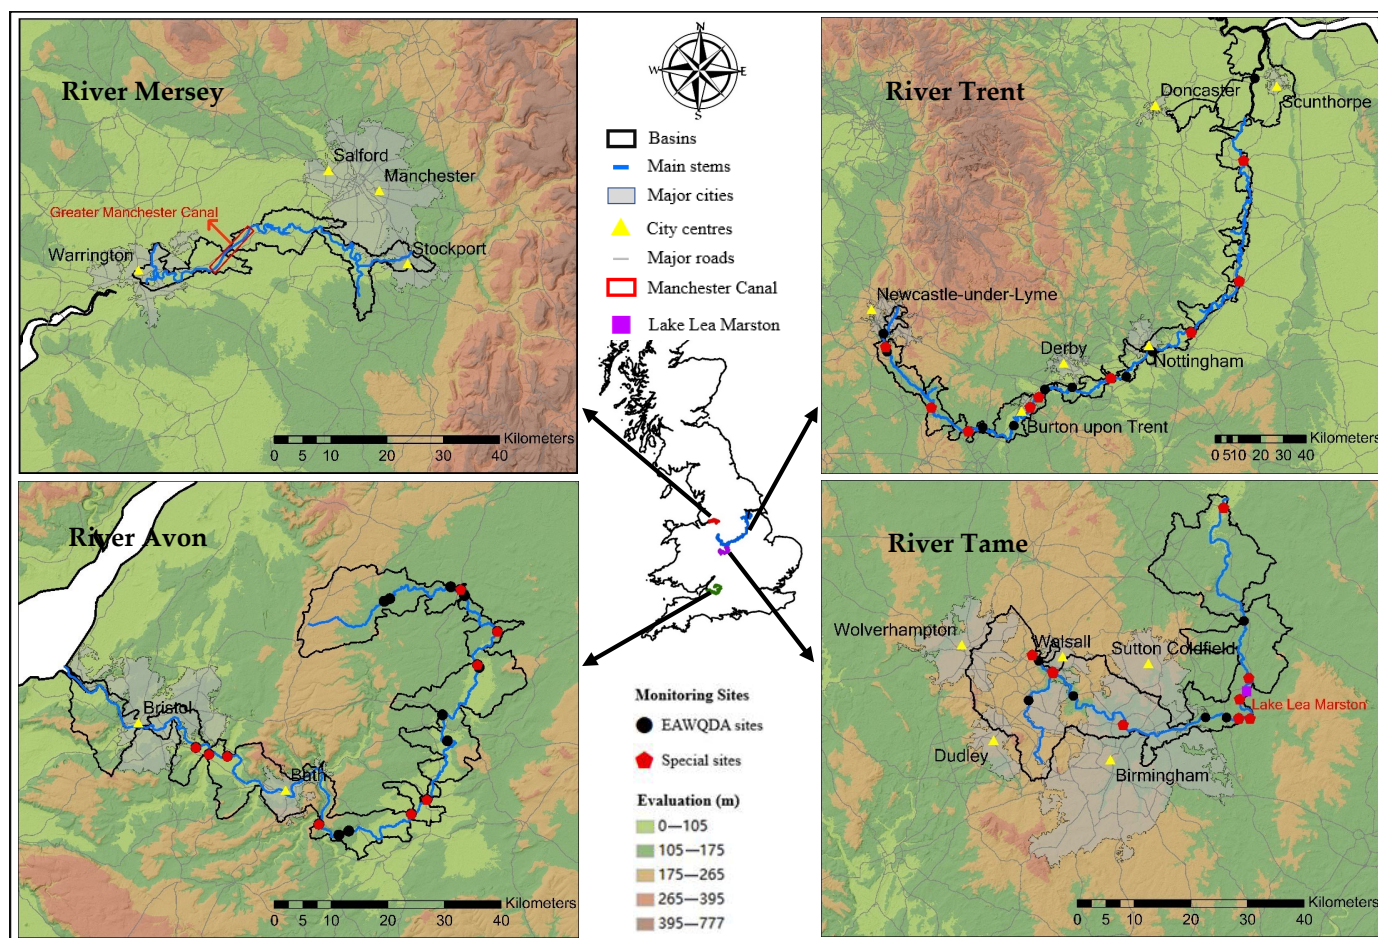 River Mersey
Salford
Manchester
Greater Manchester Canal
Warrington
Stockport
Kilometers
0 5 10 20 30 40
N
W E
S
Basins
Main stems
Major cities
City centres
Major roads
Manchester Canal
Lake Lea Marston
River Trent
Doncaster
Scunthorpe
Newcastle-under-Lyme
Derby
Nottingham
Burton upon Trent
Kilometers
0 510 20 30 40
River Avon
Bristol
Bath
Kilometers
0 5 10 20 30 40
Monitoring Sites
EAWQDA sites
Special sites
Evaluation (m)
0—105
105—175
175—265
265—395
395—777
River Tame
Wolverhampton
Walsall
Sutton Coldfield
Lake Lea Marston
Dudley
Birmingham
Kilometers
0 5 10 20 30 40